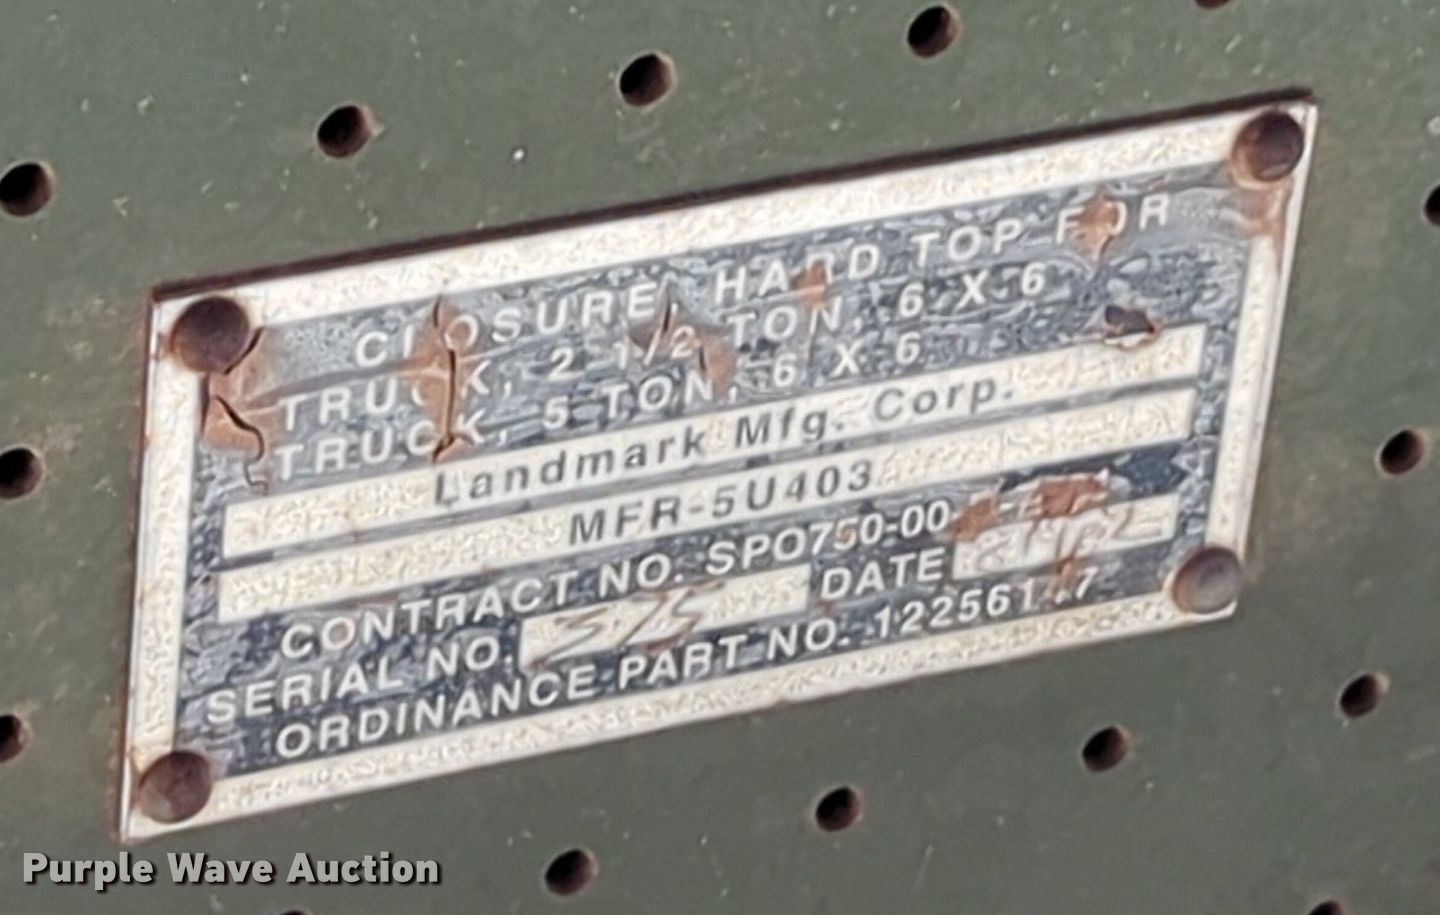 CLOSURE, HARD TOP FOR
TRUCK, 2 1/2 TON, 6 X 6
TRUCK, 5 TON, 6 X 6
Landmark Mfg. Corp.
MFR-5U403
CONTRACT NO. SPO750-00-
SERIAL NO. 375 DATE
ORDINANCE PART NO.
Purple Wave Auction